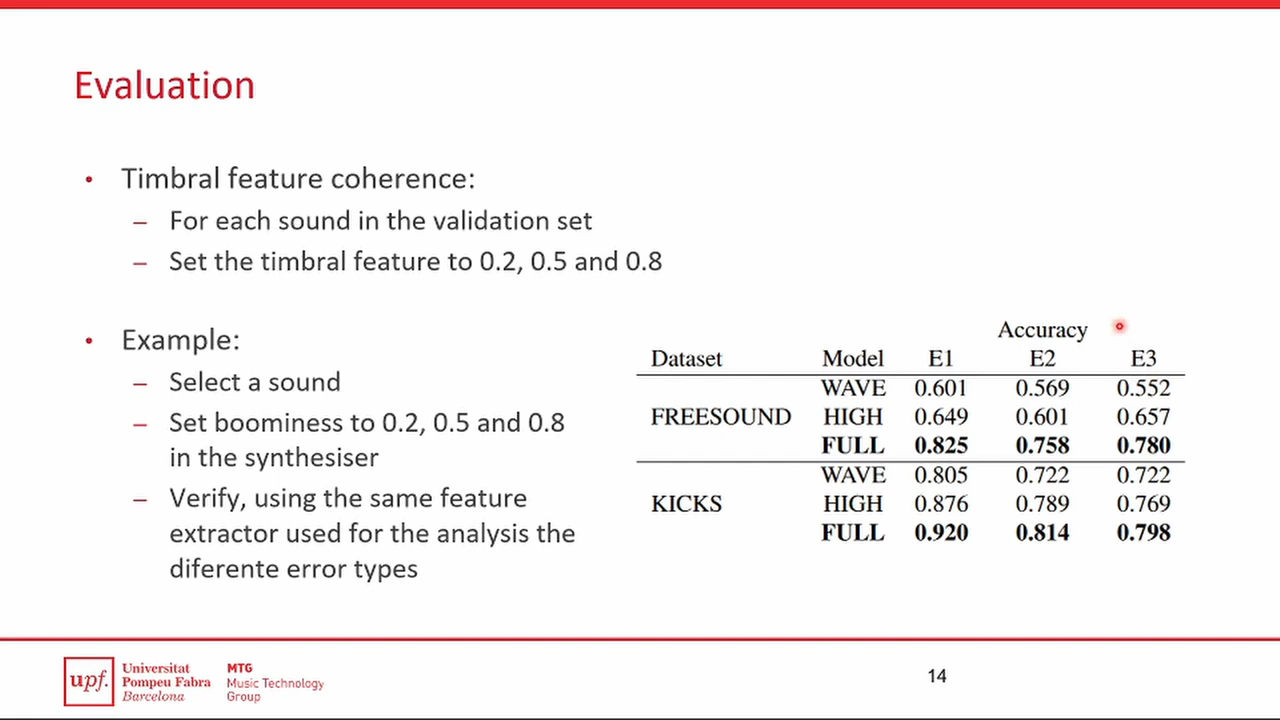 Evaluation
• Timbral feature coherence:
– For each sound in the validation set
– Set the timbral feature to 0.2, 0.5 and 0.8
• Example:
– Select a sound
– Set boominess to 0.2, 0.5 and 0.8
in the synthesiser
– Verify, using the same feature
extractor used for the analysis the
diferente error types
Accuracy
Dataset Model E1 E2 E3
WAVE 0.601 0.569 0.552
FREESOUND HIGH 0.649 0.601 0.657
FULL 0.825 0.758 0.780
WAVE 0.805 0.722 0.722
KICKS HIGH 0.876 0.789 0.769
FULL 0.920 0.814 0.798
upf.
Universitat
Pompeu Fabra
Barcelona
MTG
Music Technology
Group
14